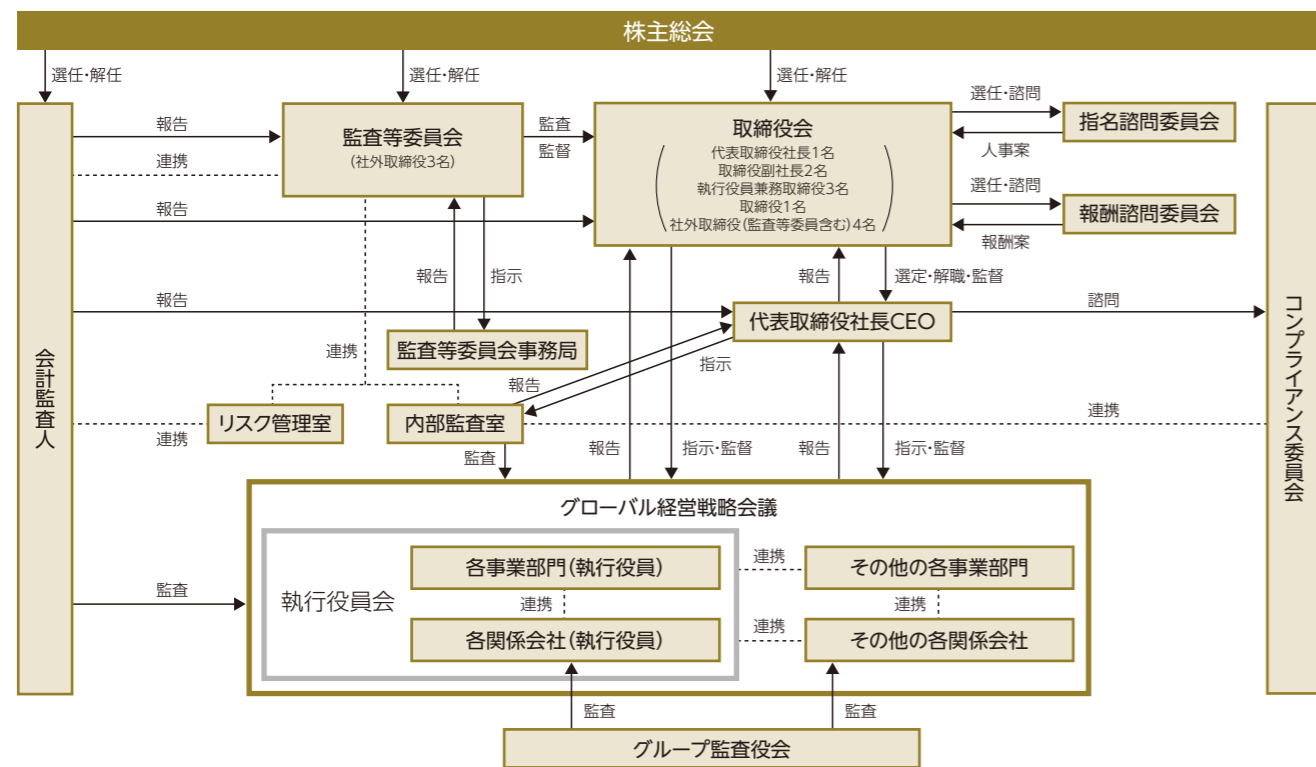 株主総会
選任・解任
選任・解任
選任・解任
会計監査人
報告
連携
報告
報告
連携
監査
監査等委員会
(社外取締役3名)
監査
監督
取締役会
代表取締役社長1名
取締役副社長2名
執行役員兼務取締役3名
取締役1名
社外取締役(監査等委員含む)4名
選任・諮問
人事案
指名諮問委員会
選任・諮問
報酬案
報酬諮問委員会
報告
指示
報告
選定・解職・監督
代表取締役社長CEO
諮問
コンプライアンス委員会
監査等委員会事務局
連携
報告
指示
リスク管理室
内部監査室
連携
監査
報告
指示・監督
報告
指示・監督
グローバル経営戦略会議
執行役員会
各事業部門(執行役員)
連携
その他の各事業部門
連携
連携
各関係会社(執行役員)
連携
その他の各関係会社
監査
監査
グループ監査役会